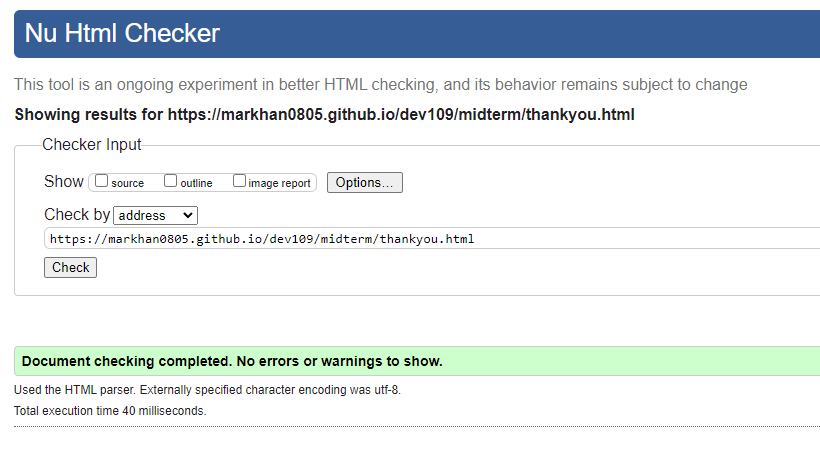 Nu Html Checker
This tool is an ongoing experiment in better HTML checking, and its behavior remains subject to change
Showing results for https://markhan0805.github.io/dev109/midterm/thankyou.html
Checker Input
Show source outline image report Options...
Check by address
https://markhan0805.github.io/dev109/midterm/thankyou.html
Check
Document checking completed. No errors or warnings to show.
Used the HTML parser. Externally specified character encoding was utf-8.
Total execution time 40 milliseconds.